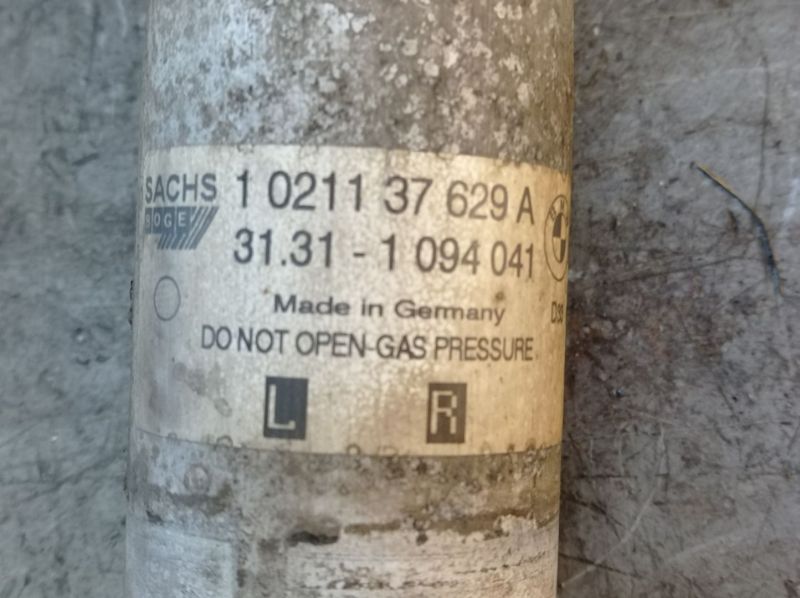 SACHS 1 0211 37 629 A
BOGE
31.31 - 1 094 041
Made in Germany
DO NOT OPEN-GAS PRESSURE
L R